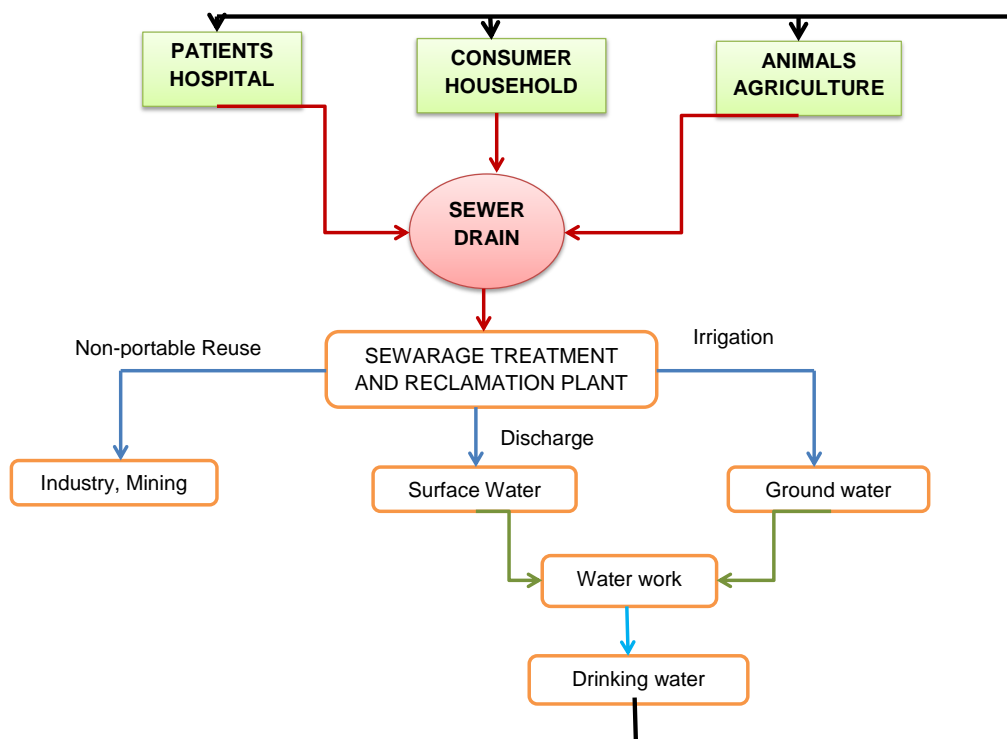 PATIENTS
HOSPITAL
CONSUMER
HOUSEHOLD
ANIMALS
AGRICULTURE
SEWER
DRAIN
Non-portable Reuse
SEWARAGE TREATMENT
AND RECLAMATION PLANT
Irrigation
Discharge
Industry, Mining
Surface Water
Ground water
Water work
Drinking water